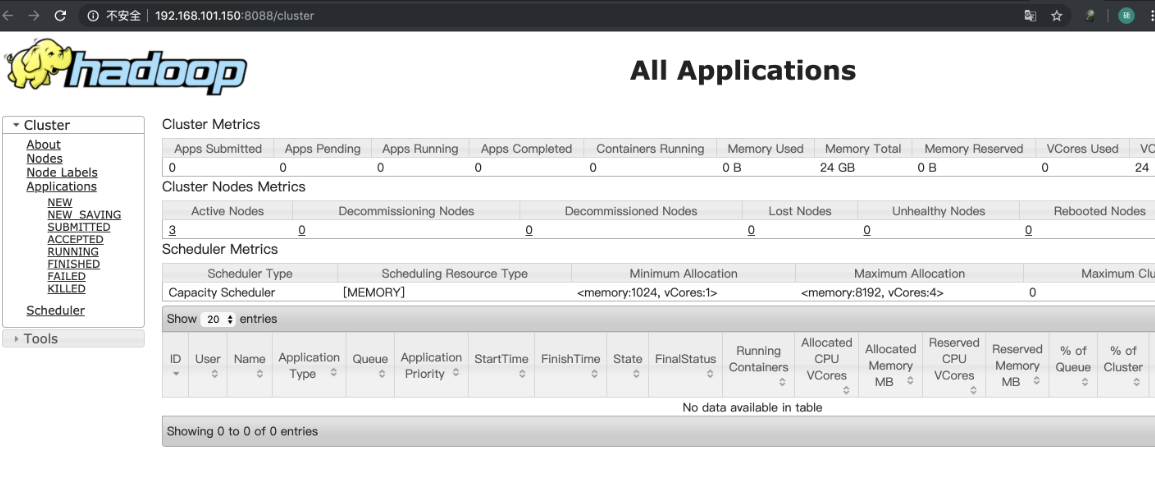 不安全 | 192.168.101.150:8088/cluster
班
hadoop
All Applications
Cluster
About
Nodes
Node Labels
Applications
NEW
NEW_SAVING
SUBMITTED
ACCEPTED
RUNNING
FINISHED
FAILED
KILLED
Scheduler
Tools
Cluster Metrics
Apps Submitted Apps Pending Apps Running Apps Completed Containers Running Memory Used Memory Total Memory Reserved VCores Used VC
0 0 0 0 0 0 B 24 GB 0 B 0 24
Cluster Nodes Metrics
Active Nodes Decommissioning Nodes Decommissioned Nodes Lost Nodes Unhealthy Nodes Rebooted Nodes
3 0 0 0 0 0
Scheduler Metrics
Scheduler Type Scheduling Resource Type Minimum Allocation Maximum Allocation Maximum Clu
Capacity Scheduler [MEMORY] <memory:1024, vCores:1> <memory:8192, vCores:4> 0
Show 20 entries
ID User Name Application Type Queue Application Priority StartTime FinishTime State FinalStatus Running Containers Allocated CPU VCores Allocated Memory MB Reserved CPU VCores Reserved Memory MB % of Queue % of Cluster
No data available in table
Showing 0 to 0 of 0 entries